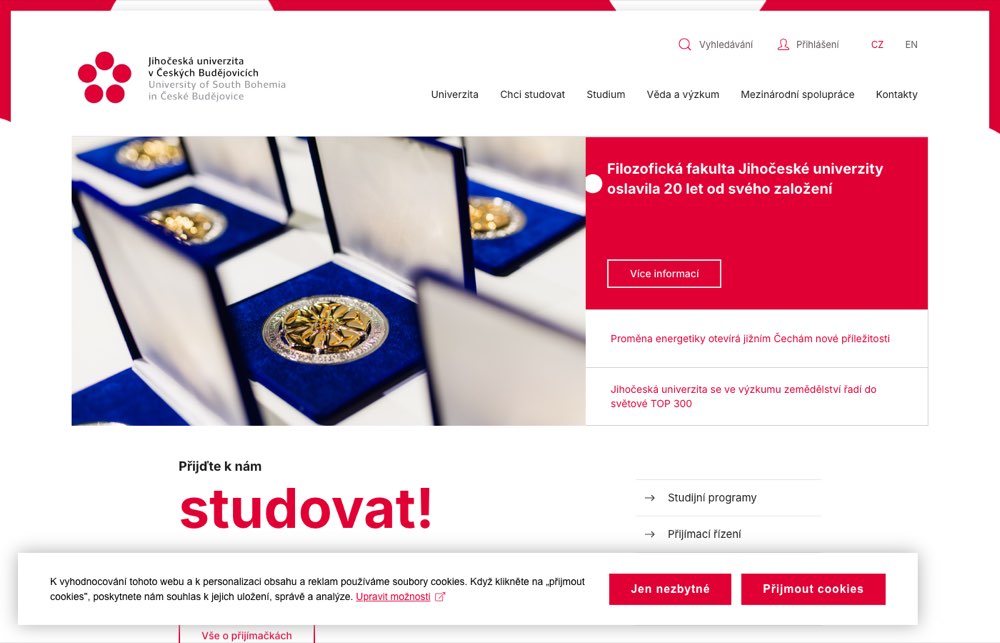 Vyhledávání
Přihlášení
CZ
EN
Jihočeská univerzita
v Českých Budějovicích
University of South Bohemia
in České Budějovice
Univerzita
Chci studovat
Studium
Věda a výzkum
Mezinárodní spolupráce
Kontakty
Filozofická fakulta Jihočeské univerzity
oslavila 20 let od svého založení
Více informací
Proměna energetiky otevírá jižním Čechám nové příležitosti
Jihočeská univerzita se ve výzkumu zemědělství řadí do
světové TOP 300
Přijďte k nám
studovat!
Studijní programy
Přijímací řízení
K vyhodnocování tohoto webu a k personalizaci obsahu a reklam používáme soubory cookies. Když klikněte na „přijmout
cookies", poskytnete nám souhlas k jejich uložení, správě a analýze. Upravit možnosti
Jen nezbytné
Přijmout cookies
Vše o přijímačkách